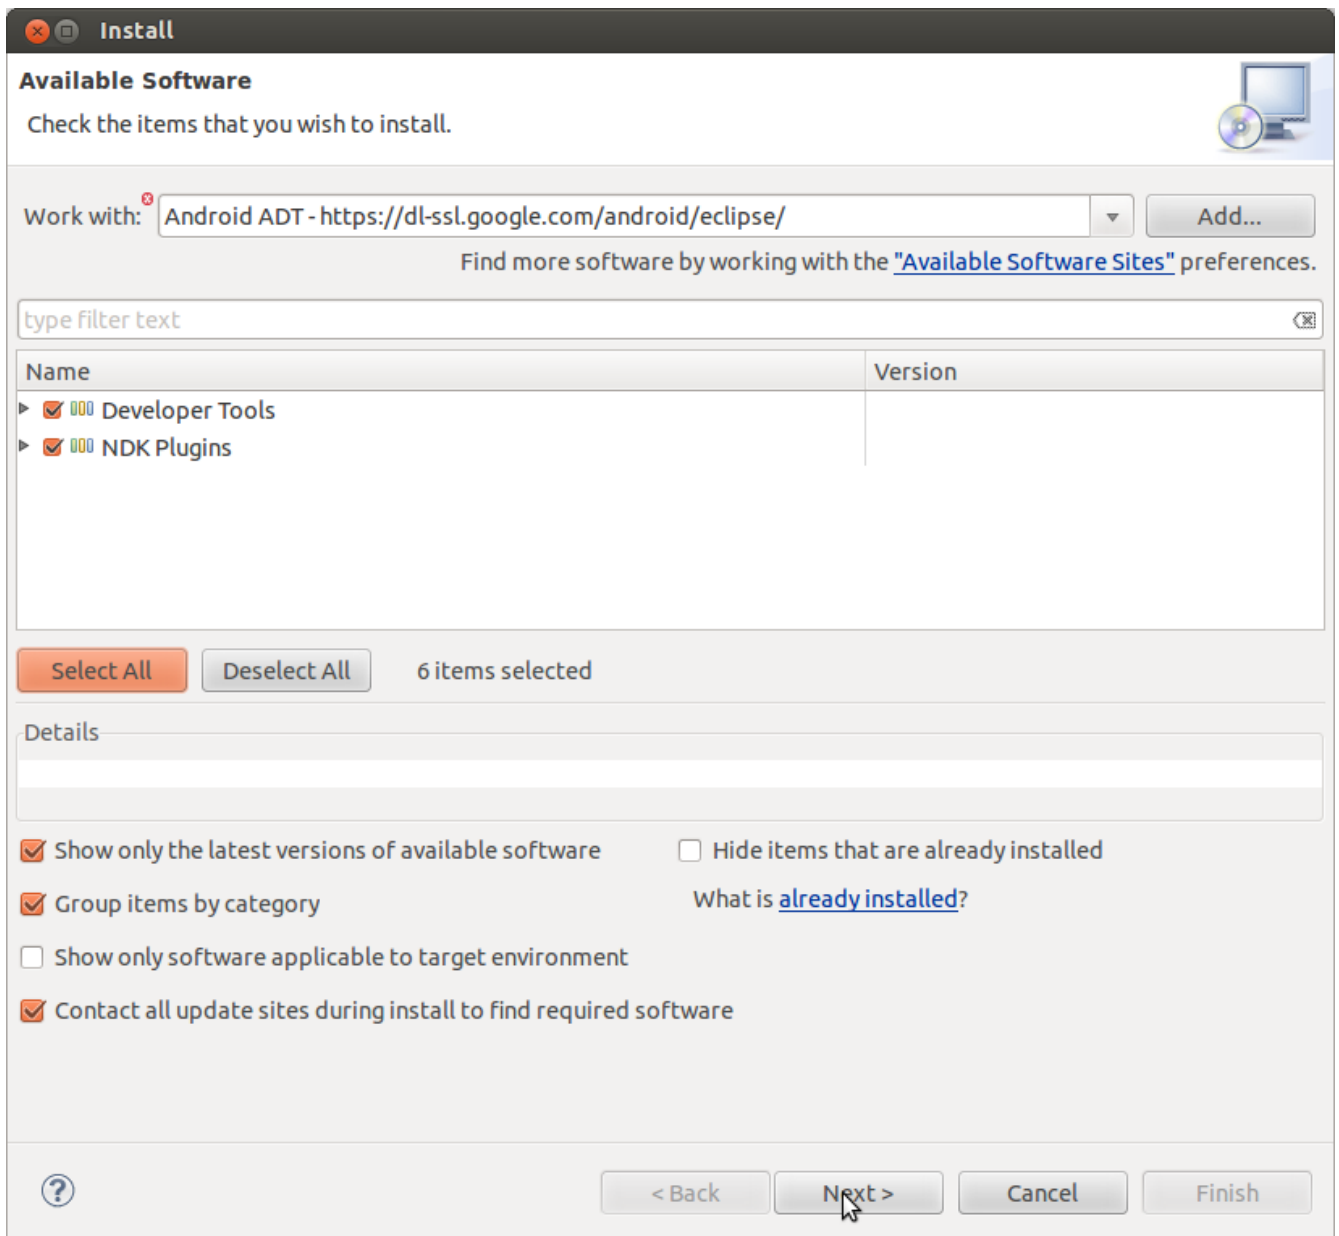 Install
Available Software
Check the items that you wish to install.
Work with: Android ADT - https://dl-ssl.google.com/android/eclipse/ Add...
Find more software by working with the "Available Software Sites" preferences.
type filter text
Name Version
Developer Tools
NDK Plugins
Select All Deselect All 6 items selected
Details
Show only the latest versions of available software Hide items that are already installed
Group items by category What is already installed?
Show only software applicable to target environment
Contact all update sites during install to find required software
? < Back Next > Cancel Finish